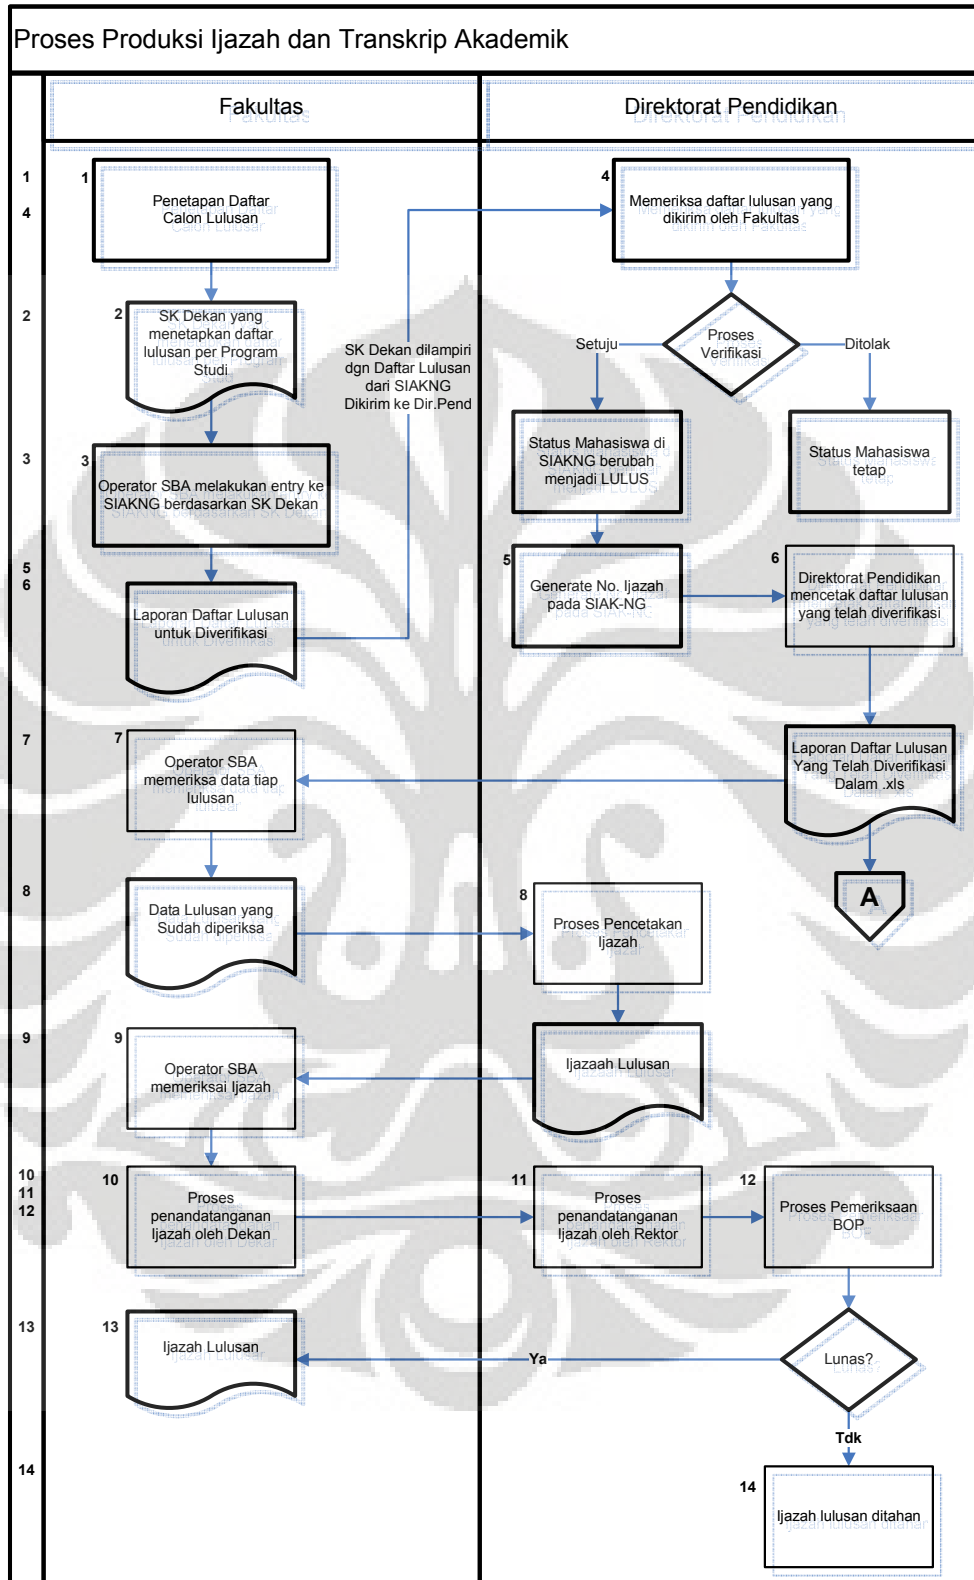 Proses Produksi Ijazah dan Transkrip Akademik
Fakultas
Direktorat Pendidikan
1
4
1
Penetapan Daftar
Calon Lulusan
4
Memeriksa daftar lulusan yang
dikirim oleh Fakultas
2
2
SK Dekan yang
menetapkan daftar
lulusan per Program
Studi
SK Dekan dilampiri
dgn Daftar Lulusan
dari SIAKNG
Dikirim ke Dir.Pend
Proses
Verifikasi
Setuju
Ditolak
3
3
Operator SBA melakukan entry ke
SIAKNG berdasarkan SK Dekan
Status Mahasiswa di
SIAKNG berubah
menjadi LULUS
Status Mahasiswa
tetap
5
6
Laporan Daftar Lulusan
untuk Diverifikasi
5
Generate No. Ijazah
pada SIAK-NG
6
Direktorat Pendidikan
mencetak daftar lulusan
yang telah diverifikasi
7
7
Operator SBA
memeriksa data tiap
lulusan
Laporan Daftar Lulusan
Yang Telah Diverifikasi
Dalam .xls
A
8
Data Lulusan yang
Sudah diperiksa
8
Proses Pencetakan
Ijazah
9
9
Operator SBA
memeriksai Ijazah
Ijazaah Lulusan
10
11
12
10
Proses
penandatanganan
Ijazah oleh Dekan
11
Proses
penandatanganan
Ijazah oleh Rektor
12
Proses Pemeriksaan
BOP
13
13
Ijazah Lulusan
Ya
Lunas?
Tdk
14
14
Ijazah lulusan ditahan